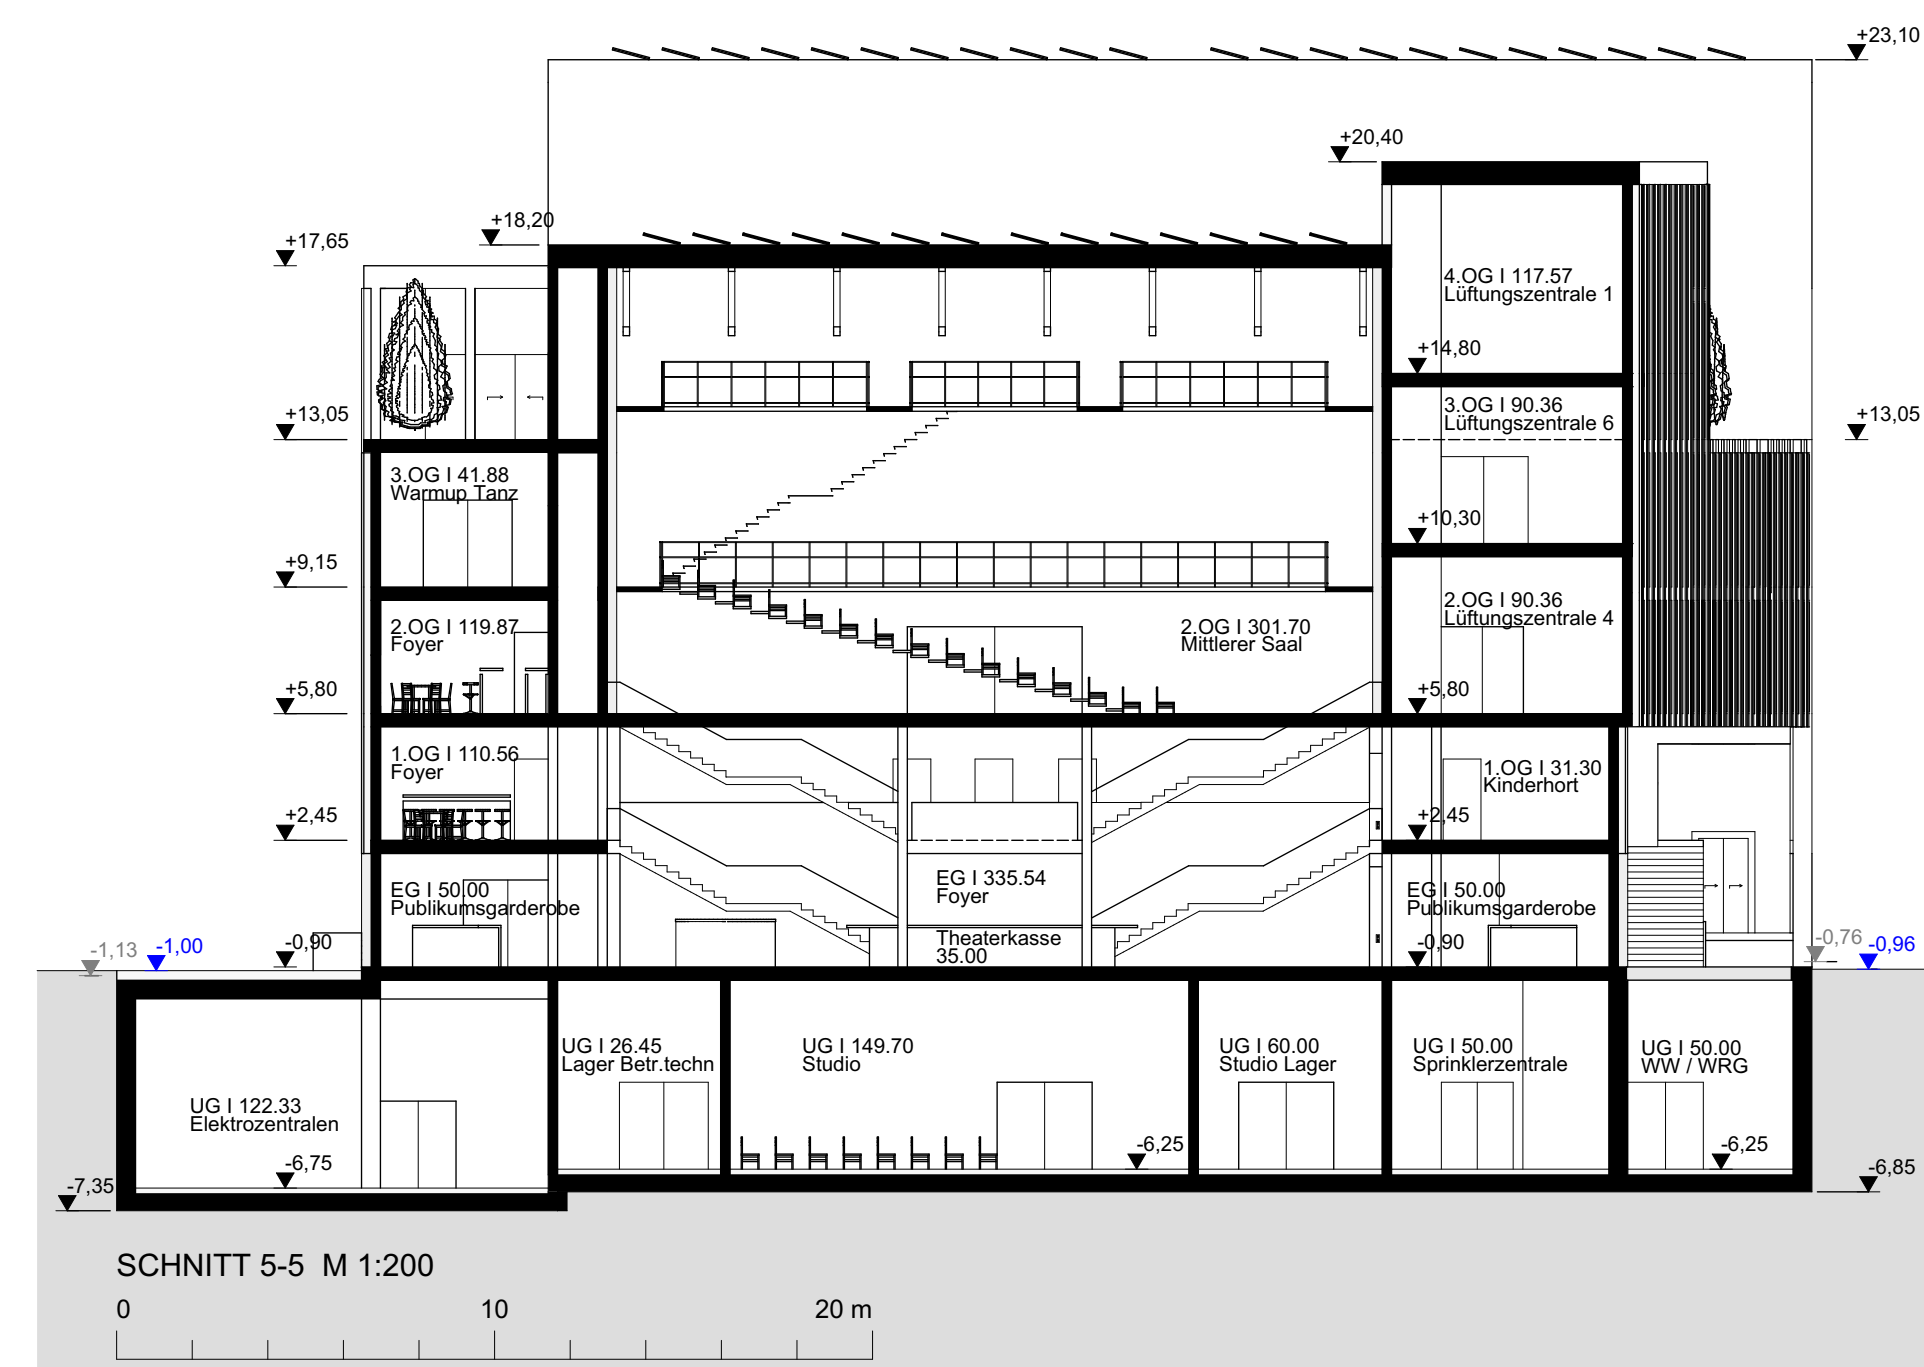 +23,10
+20,40
+18,20
+17,65
4.OG I 117.57
Lüftungszentrale 1
+14,80
3.OG I 90.36
Lüftungszentrale 6
+13,05
+13,05
3.OG I 41.88
Warmup Tanz
+10,30
+9,15
2.OG I 90.36
Lüftungszentrale 4
2.OG I 119.87
Foyer
2.OG I 301.70
Mittlerer Saal
+5,80
+5,80
1.OG I 110.56
Foyer
1.OG I 31.30
Kinderhort
+2,45
+2,45
EG I 50.00
Publikumsgarderobe
EG I 335.54
Foyer
EG I 50.00
Publikumsgarderobe
Theaterkasse
35.00
-1,13
-1,00
-0,90
-0,90
-0,76
-0,96
UG I 26.45
Lager Betr.techn
UG I 149.70
Studio
UG I 60.00
Studio Lager
UG I 50.00
Sprinklerzentrale
UG I 50.00
WW / WRG
UG I 122.33
Elektrozentralen
-6,25
-6,25
-6,75
-6,85
-7,35
SCHNITT 5-5 M 1:200
0 10 20 m